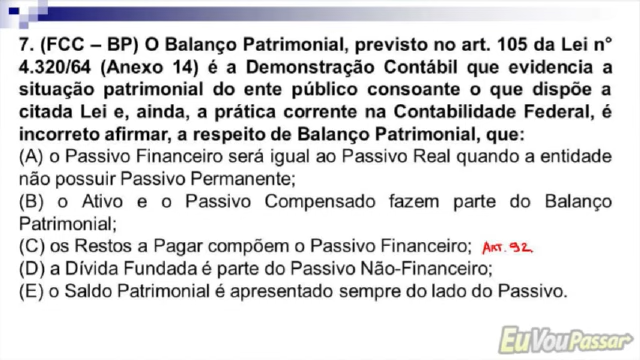 7. (FCC – BP) O Balanço Patrimonial, previsto no art. 105 da Lei n°
4.320/64 (Anexo 14) é a Demonstração Contábil que evidencia a
situação patrimonial do ente público consoante o que dispõe a
citada Lei e, ainda, a prática corrente na Contabilidade Federal, é
incorreto afirmar, a respeito de Balanço Patrimonial, que:
(A) o Passivo Financeiro será igual ao Passivo Real quando a entidade
não possuir Passivo Permanente;
(B) o Ativo e o Passivo Compensado fazem parte do Balanço
Patrimonial;
(C) os Restos a Pagar compõem o Passivo Financeiro; ART. 92
(D) a Dívida Fundada é parte do Passivo Não-Financeiro;
(E) o Saldo Patrimonial é apresentado sempre do lado do Passivo.
EuVouPassar